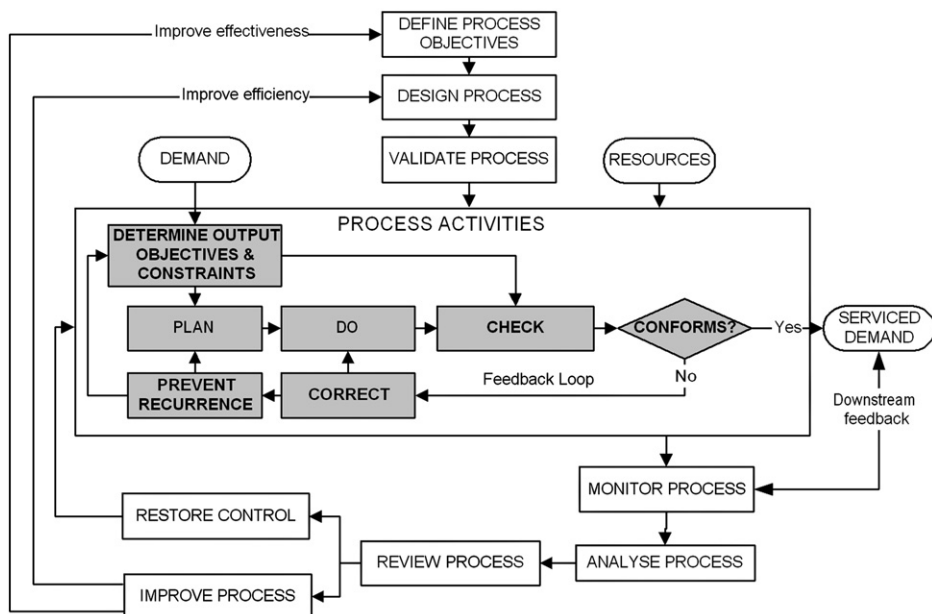 Improve effectiveness
DEFINE PROCESS
OBJECTIVES
Improve efficiency
DESIGN PROCESS
DEMAND
VALIDATE PROCESS
RESOURCES
PROCESS ACTIVITIES
DETERMINE OUTPUT
OBJECTIVES &
CONSTRAINTS
PLAN
DO
CHECK
CONFORMS?
Yes
SERVICED
DEMAND
PREVENT
RECURRENCE
CORRECT
Feedback Loop
No
Downstream
feedback
MONITOR PROCESS
RESTORE CONTROL
REVIEW PROCESS
ANALYSE PROCESS
IMPROVE PROCESS